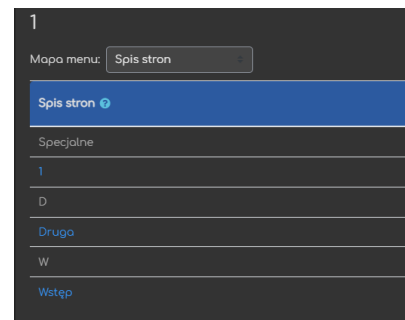 1
Mapa menu: Spis stron
Spis stron
Specjalne
1
D
Druga
W
Wstęp